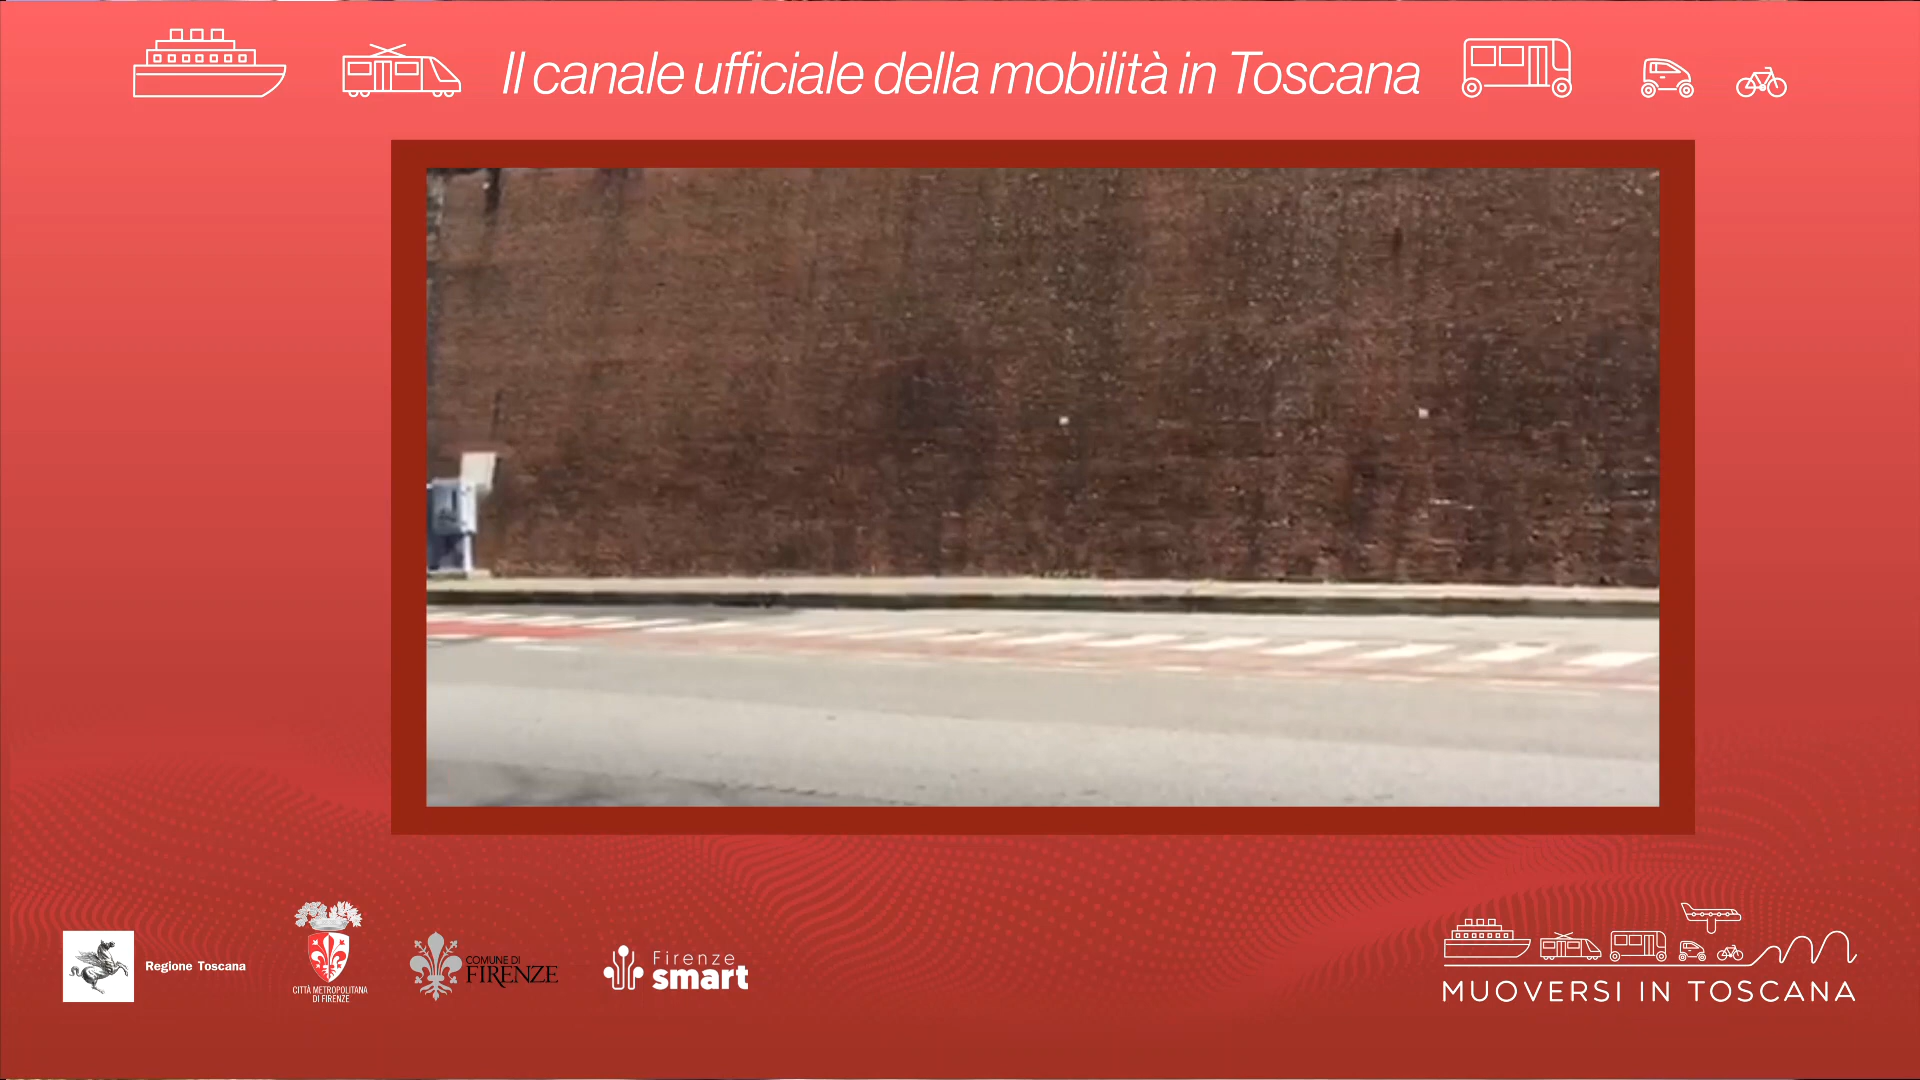 Il canale ufficiale della mobilità in Toscana
Regione Toscana
CITTÀ METROPOLITANA
DI FIRENZE
COMUNE DI
FIRENZE
Firenze
smart
MUOVERSI IN TOSCANA